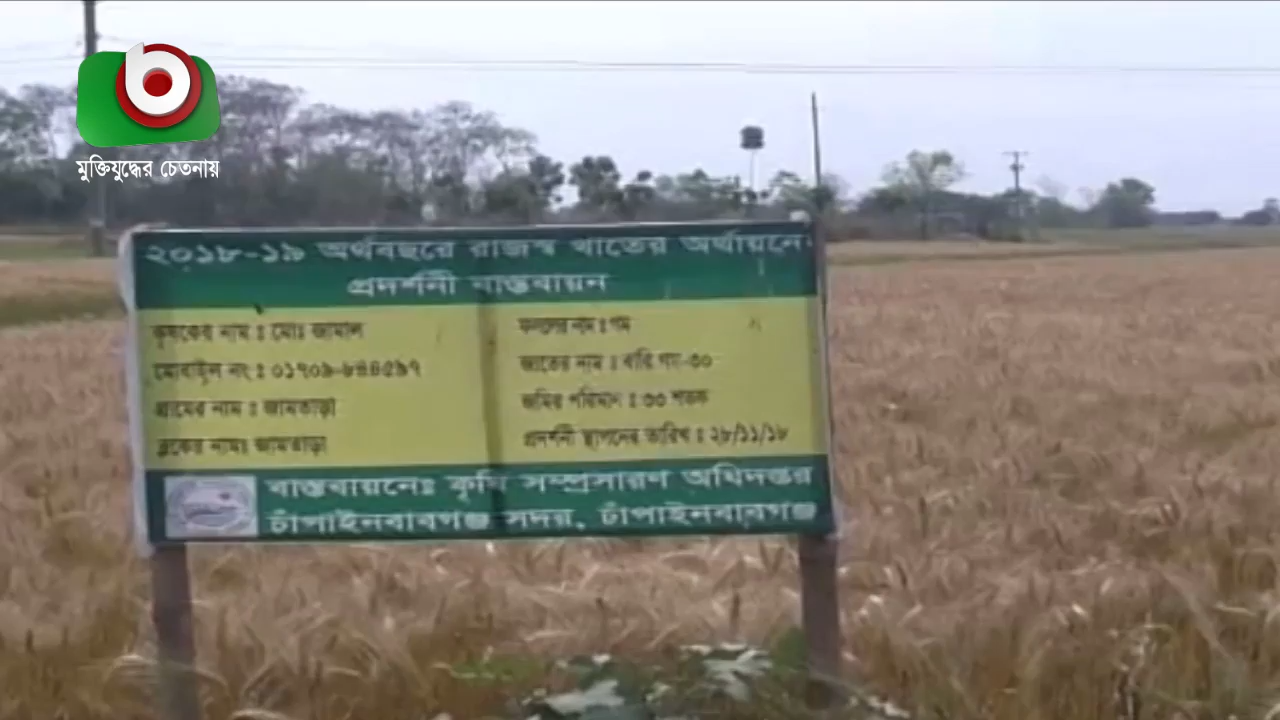 মুক্তিযুদ্ধের চেতনায়
২০১৮-১৯ অর্থবছরে রাজস্ব খাতের অর্থায়নে
প্রদর্শনী বাস্তবায়ন
কৃষকের নাম ঃ মোঃ জামাল
মোবাইল নং ঃ ০১৭০৯-৮৪৪৫৯৭
গ্রামের নাম ঃ জামতাড়া
ব্লকের নামঃ জামতাড়া
ফসলের নাম ঃ গম
জাতের নাম ঃ বারি গম-৩০
জমির পরিমান ঃ ৩৩ শতক
প্রদর্শনী স্থাপনের তারিখ ঃ ২৮/১১/১৮
বাস্তবায়নেঃ কৃষি সম্প্রসারণ অধিদপ্তর
চাঁপাইনবাবগঞ্জ সদর, চাঁপাইনবাবগঞ্জ